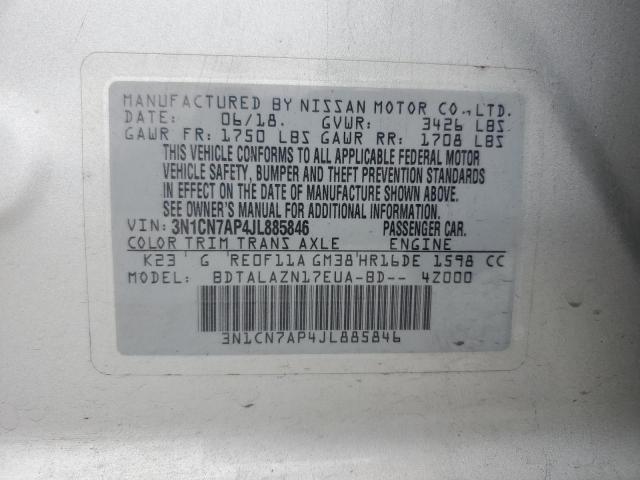 MANUFACTURED BY NISSAN MOTOR CO.,LTD.
DATE: 06/18. GVWR: 3426 LBS
GAWR FR: 1750 LBS GAWR RR: 1708 LBS
THIS VEHICLE CONFORMS TO ALL APPLICABLE FEDERAL MOTOR
VEHICLE SAFETY, BUMPER AND THEFT PREVENTION STANDARDS
IN EFFECT ON THE DATE OF MANUFACTURE SHOWN ABOVE.
SEE OWNER'S MANUAL FOR ADDITIONAL INFORMATION.
VIN: 3N1CN7AP4JL885846 PASSENGER CAR.
COLOR TRIM TRANS AXLE ENGINE
K23 G RE0F11A GM38 HR16DE 1598 CC
MODEL: BDTALAZN17EUA-BD-- 4Z000
3N1CN7AP4JL885846